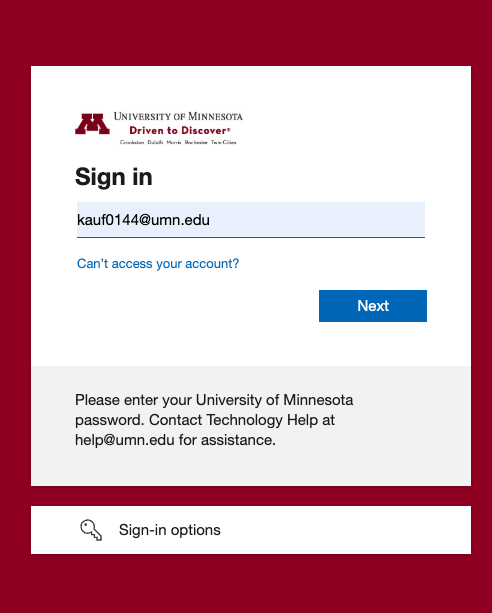 UNIVERSITY OF MINNESOTA
Driven to Discover®
Crookston Duluth Morris Rochester Twin Cities
Sign in
kauf0144@umn.edu
Can't access your account?
Next
Please enter your University of Minnesota
password. Contact Technology Help at
help@umn.edu for assistance.
Sign-in options